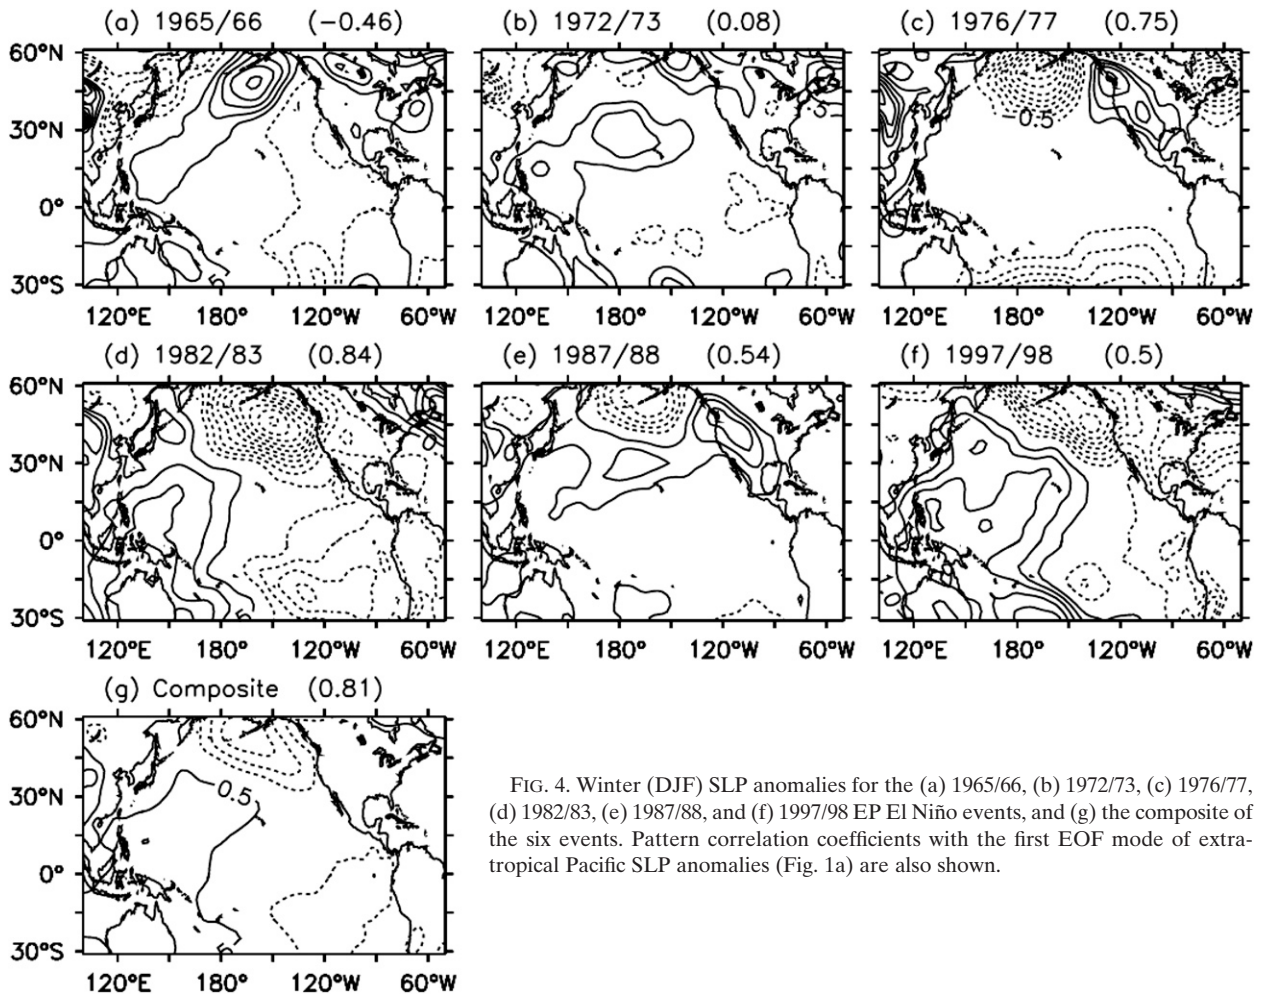 (a) 1965/66 (−0.46) (b) 1972/73 (0.08) (c) 1976/77 (0.75)
60°N
30°N
−0.5
0°
30°S
120°E 180° 120°W 60°W 120°E 180° 120°W 60°W 120°E 180° 120°W 60°W
(d) 1982/83 (0.84) (e) 1987/88 (0.54) (f) 1997/98 (0.5)
60°N
30°N
0°
30°S
120°E 180° 120°W 60°W 120°E 180° 120°W 60°W 120°E 180° 120°W 60°W
(g) Composite (0.81)
60°N
30°N
0.5
0°
30°S
120°E 180° 120°W 60°W
FIG. 4. Winter (DJF) SLP anomalies for the (a) 1965/66, (b) 1972/73, (c) 1976/77,
(d) 1982/83, (e) 1987/88, and (f) 1997/98 EP El Niño events, and (g) the composite of
the six events. Pattern correlation coefficients with the first EOF mode of extra-
tropical Pacific SLP anomalies (Fig. 1a) are also shown.